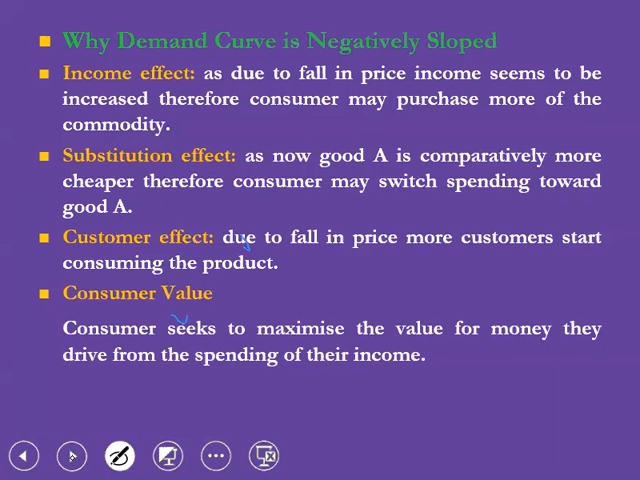 Why Demand Curve is Negatively Sloped
Income effect: as due to fall in price income seems to be
increased therefore consumer may purchase more of the
commodity.
Substitution effect: as now good A is comparatively more
cheaper therefore consumer may switch spending toward
good A.
Customer effect: due to fall in price more customers start
consuming the product.
Consumer Value
Consumer seeks to maximise the value for money they
drive from the spending of their income.